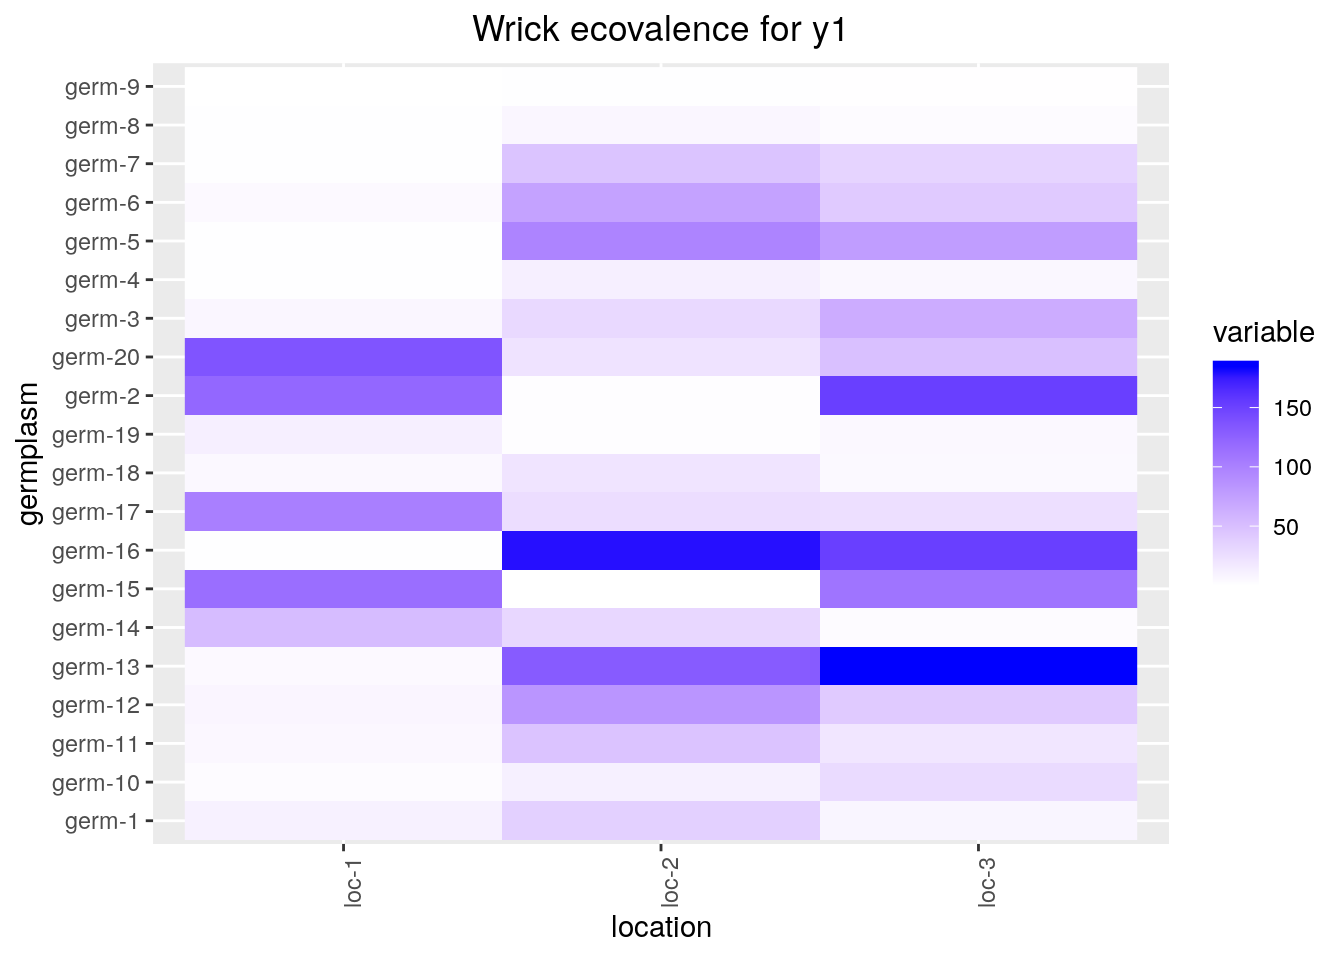 Wrick ecovalence for y1
germ-9
germ-8
germ-7
germ-6
germ-5
germ-4
germ-3
germ-20
germ-2
germ-19
germ-18
germ-17
germ-16
germ-15
germ-14
germ-13
germ-12
germ-11
germ-10
germ-1
germplasm
loc-1
loc-2
loc-3
location
variable
150
100
50